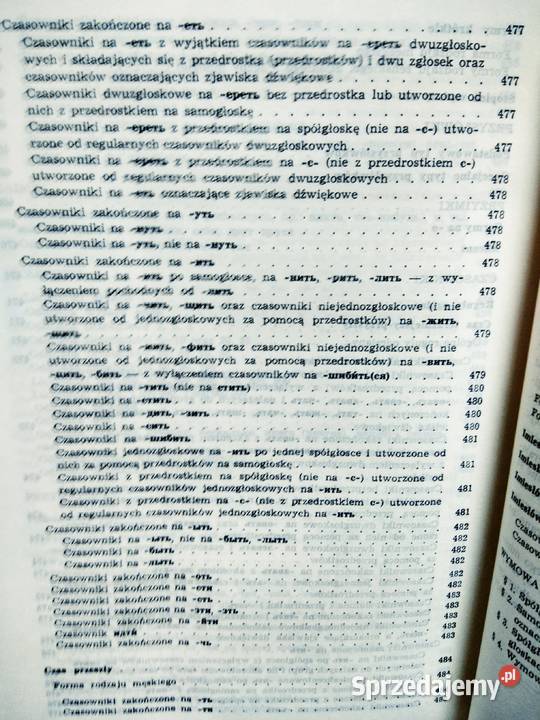 Czasowniki zakończone na -еть . . . . . . . . . . . . . . . 477
Czasowniki na -еть z wyjątkiem czasowników na -ереть dwuzgłosko-
wych i składających się z przedrostka (przedrostków) i dwu zgłosek oraz
czasowników oznaczających zjawiska dźwiękowe . . . . . . . . . 477
Czasowniki dwuzgłoskowe na -ереть bez przedrostka lub utworzone od
nich z przedrostkiem na samogłoskę . . . . . . . . . . . . 477
Czasowniki na -ереть z przedrostkiem na spółgłoskę (nie na -с-) utwo-
rzone od regularnych czasowników dwuzgłoskowych . . . . . . . 477
Czasowniki na -ереть z przedrostkiem na -с- (nie z przedrostkiem с-)
utworzone od regularnych czasowników dwuzgłoskowych . . . . . 478
Czasowniki na -еть oznaczające zjawiska dźwiękowe . . . . . . 478
Czasowniki zakończone na -уть . . . . . . . . . . . . . . . 478
Czasowniki na -нуть . . . . . . . . . . . . . . . . . . 478
Czasowniki na -уть, nie na -нуть . . . . . . . . . . . . . 478
Czasowniki zakończone na -ить . . . . . . . . . . . . . . . 478
Czasowniki na -ить po samogłosce, na -нить, -рить, -лить — z wy-
łączeniem pochodnych od -лить . . . . . . . . . . . . . 478
Czasowniki na -чить, -щить oraz czasowniki niejednozgłoskowe (i nie
utworzone od jednozgłoskowych za pomocą przedrostków) na -жить,
-шить . . . . . . . . . . . . . . . . . . . . . . . 479
Czasowniki na -мить, -фить oraz czasowniki niejednozgłoskowe (i nie
utworzone od jednozgłoskowych za pomocą przedrostków) na -вить,
-пить, -бить — z wyłączeniem czasowników na -шибить(ся) . . . . 479
Czasowniki na -тить (nie na стить) . . . . . . . . . . . . . 480
Czasowniki na -стить . . . . . . . . . . . . . . . . . . 480
Czasowniki na -дить, -зить . . . . . . . . . . . . . . . . 480
Czasowniki na -сить . . . . . . . . . . . . . . . . . . 480
Czasowniki na -шибить . . . . . . . . . . . . . . . . . 481
Czasowniki jednozgłoskowe na -ить po jednej spółgłosce i utworzone od
nich za pomocą przedrostków na samogłoskę . . . . . . . . . 481
Czasowniki z przedrostkiem na spółgłoskę (nie na -с-) utworzone od
regularnych czasowników jednozgłoskowych na -ить . . . . . . 481
Czasowniki z przedrostkiem na -с- (nie z przedrostkiem с-) utworzone
od regularnych czasowników jednozgłoskowych na -ить . . . . . 481
Czasowniki zakończone na -ыть . . . . . . . . . . . . . . 482
Czasowniki na -ыть, nie na -быть, -лыть . . . . . . . . . . 482
Czasowniki na -быть . . . . . . . . . . . . . . . . . . 482
Czasowniki na -лыть . . . . . . . . . . . . . . . . . . 482
Czasowniki zakończone na -оть . . . . . . . . . . . . . . 482
Czasowniki zakończone na -сти . . . . . . . . . . . . . . 482
Czasowniki zakończone na -сть . . . . . . . . . . . . . . 483
Czasowniki zakończone na -зти, -зть . . . . . . . . . . . . 483
Czasowniki zakończone na -йти . . . . . . . . . . . . . . 483
Czasownik идти́ . . . . . . . . . . . . . . . . . . . 483
Czasowniki zakończone na -чь . . . . . . . . . . . . . . 483
Czas przeszły . . . . . . . . . . . . . . . . . . . . 484
Forma rodzaju męskiego . . . . . . . . . . . . . . . . 484
Czasowniki zakończone na -ть
Czasowniki zakończone na -ти
Imiesłów
WYMOWA
§ 1.
§ 2.
§ 3.
§ 4.
Sprzedajemy.pl